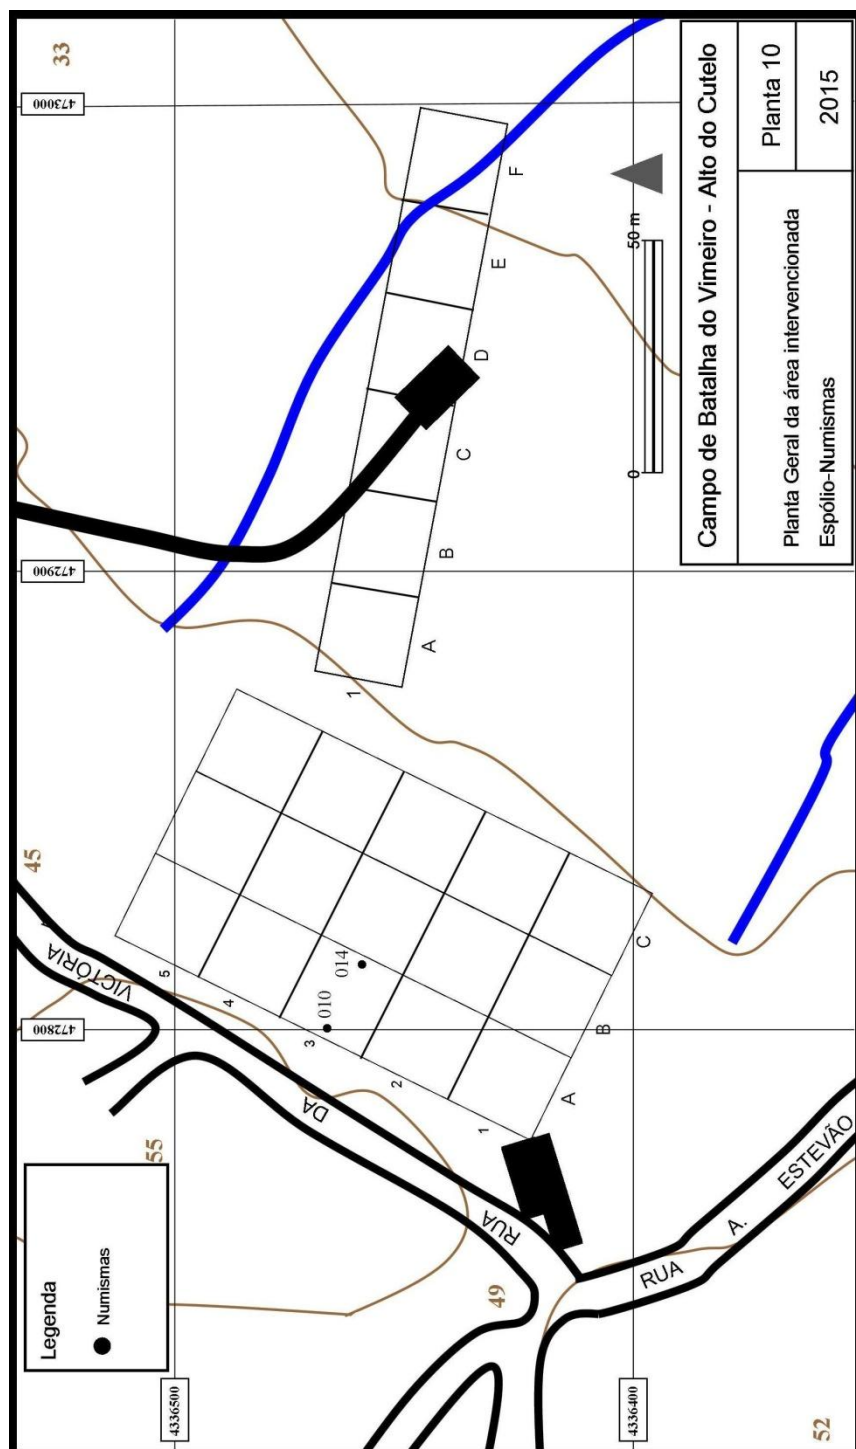 Legenda
Numismas
Campo de Batalha do Vimeiro - Alto do Cutelo
Planta Geral da área intervencionada
Espólio-Numismas
Planta 10
2015
0
50 m
4336500
4336400
472800
472900
473000
33
45
55
49
52
RUA
DA
VICTÓRIA
RUA
A.
ESTEVÃO
1
2
3
4
5
A
B
C
010
014
1
A
B
C
D
E
F